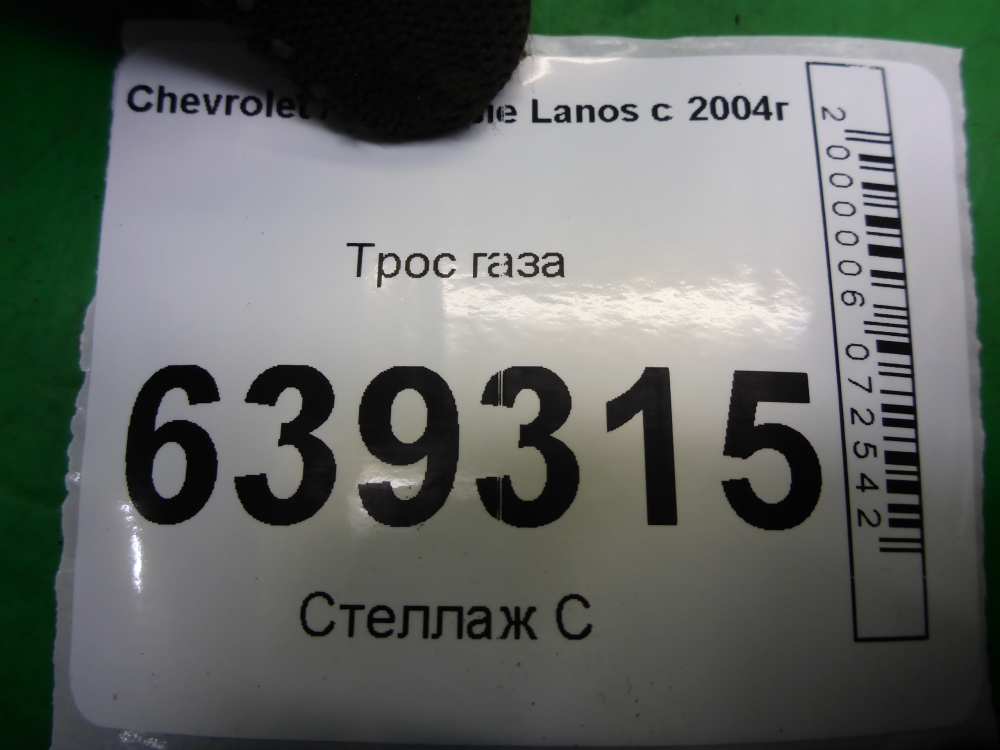 Chevrolet Lanos с 2004г
Трос газа
639315
Стеллаж С
2000006072542